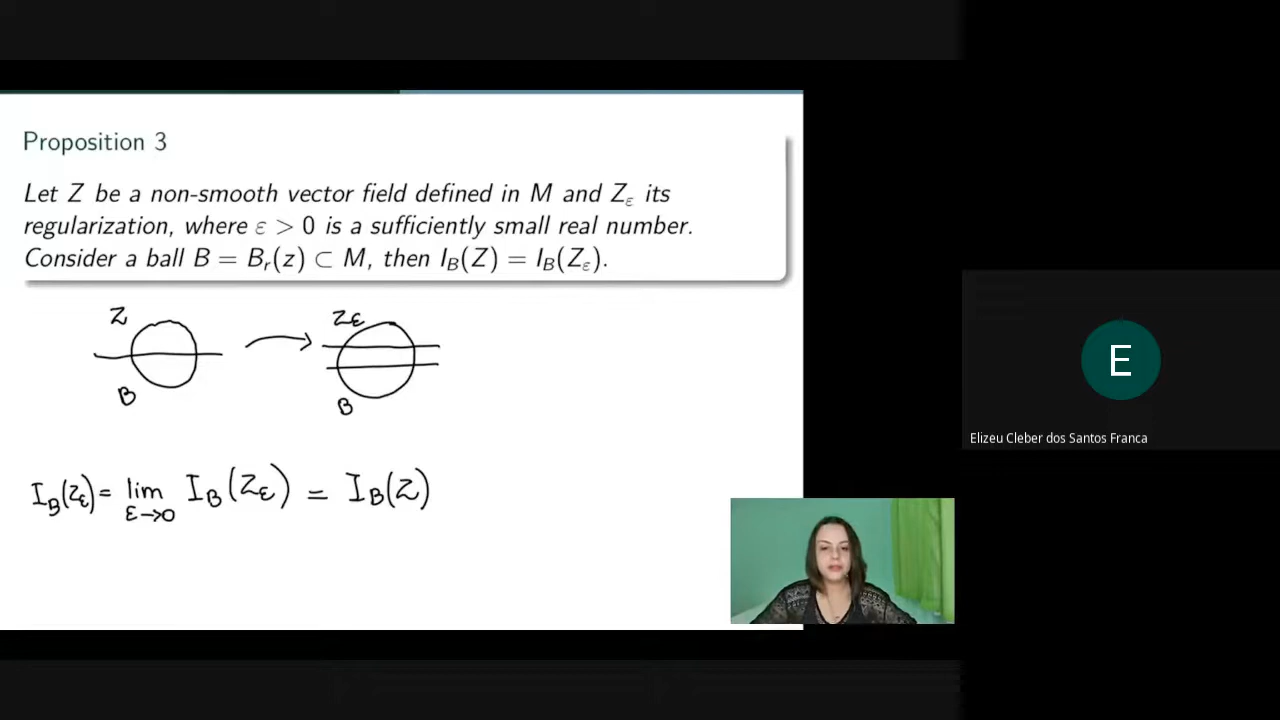 Proposition 3
Let Z be a non-smooth vector field defined in M and Zε its
regularization, where ε > 0 is a sufficiently small real number.
Consider a ball B = Br(z) ⊂ M, then IB(Z) = IB(Zε).
Z
Zε
B
B
IB(Zε) = lim ε→0 IB(Zε) = IB(Z)
E
Elizeu Cleber dos Santos Franca